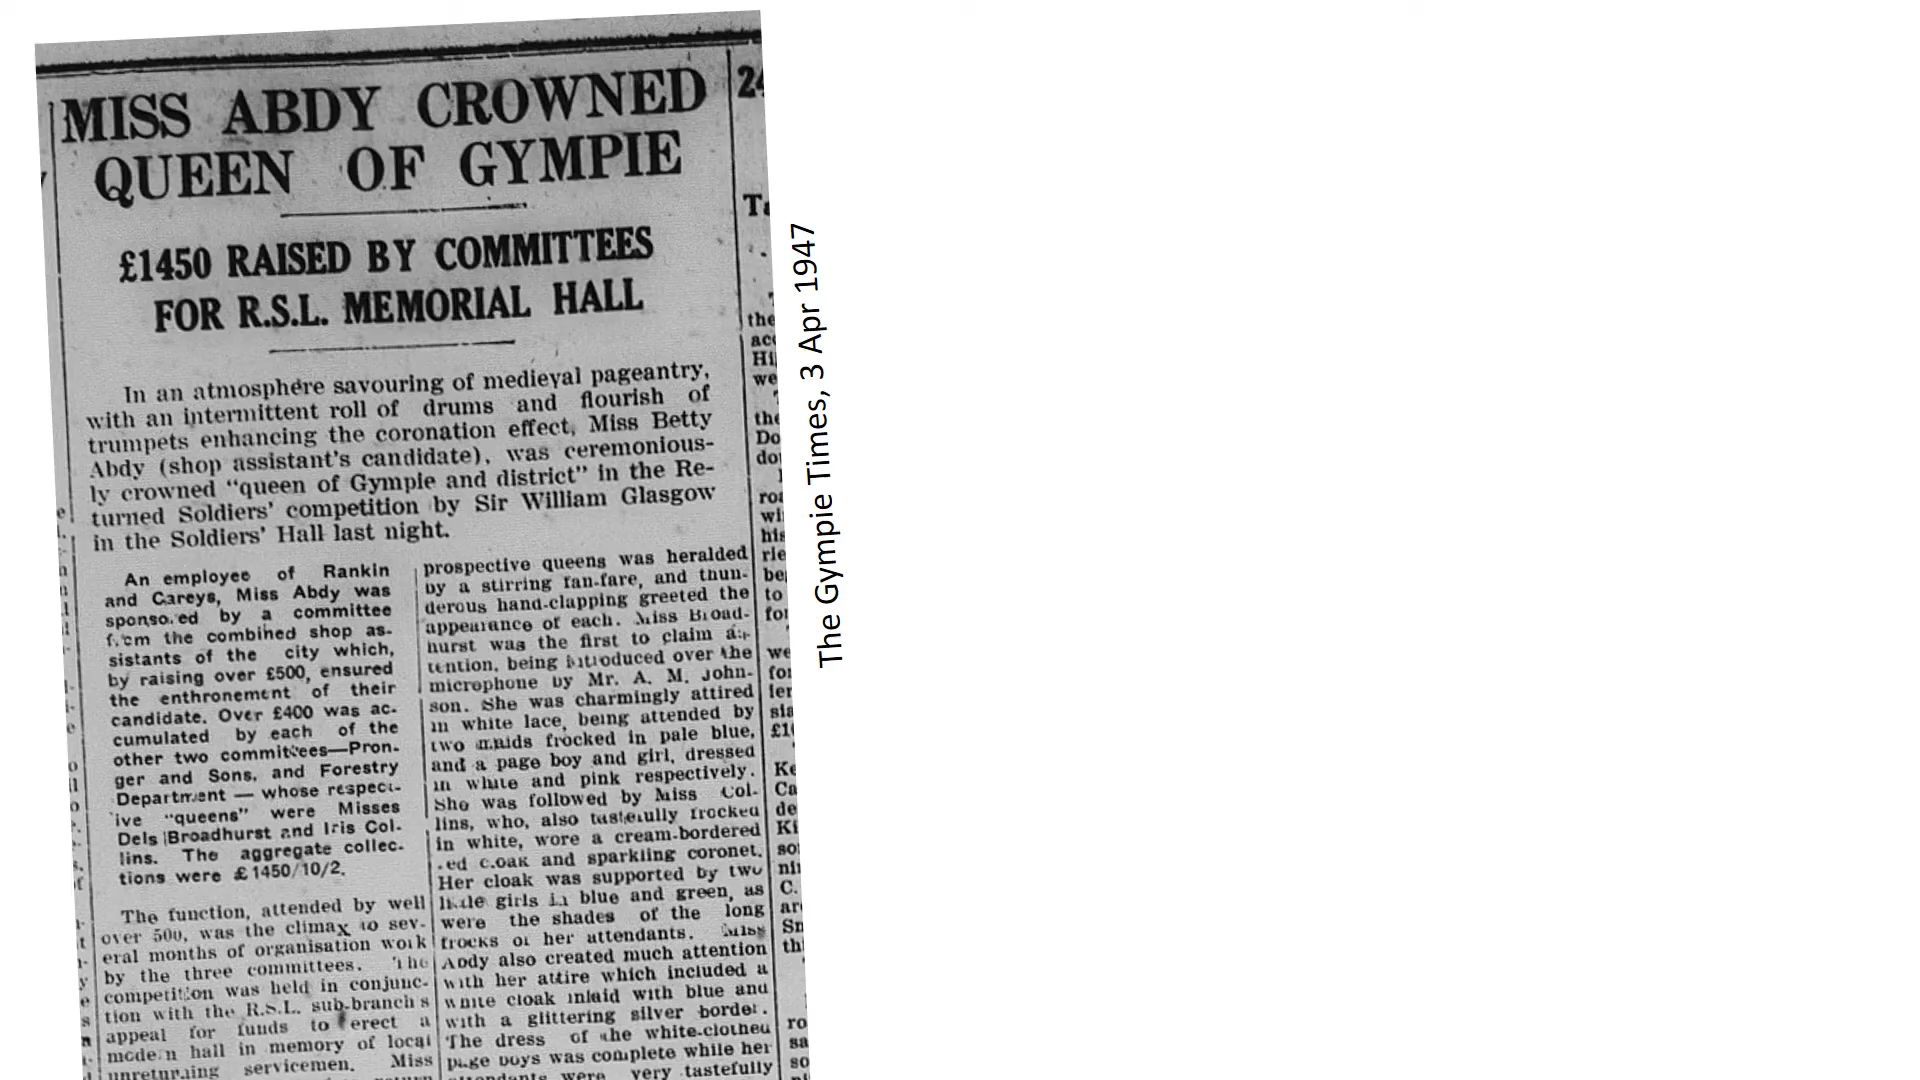 MISS ABDY CROWNED
QUEEN OF GYMPIE
£1450 RAISED BY COMMITTEES
FOR R.S.L. MEMORIAL HALL
In an atmosphere savouring of medieval pageantry,
with an intermittent roll of drums and flourish of
trumpets enhancing the coronation effect, Miss Betty
Abdy (shop assistant's candidate), was ceremonious-
ly crowned "queen of Gympie and district" in the Re-
turned Soldiers' competition by Sir William Glasgow
in the Soldiers' Hall last night.
An employee of Rankin
and Careys, Miss Abdy was
sponsored by a committee
from the combined shop as-
sistants of the city which,
by raising over £500, ensured
the enthronement of their
candidate. Over £400 was ac-
cumulated by each of the
other two committees—Pron-
ger and Sons, and Forestry
Department — whose respect-
ive "queens" were Misses
Dels Broadhurst and Iris Col-
lins. The aggregate collec-
tions were £1450/10/2.
The function, attended by well
over 500, was the climax to sev-
eral months of organisation work
by the three committees. The
competition was held in conjunc-
tion with the R.S.L. sub-branch's
appeal for funds to erect a
modern hall in memory of local
unreturning servicemen. Miss
prospective queens was heralded
by a stirring fan-fare, and thun-
derous hand-clapping greeted the
appearance of each. Miss Broad-
hurst was the first to claim at-
tention, being introduced over the
microphone by Mr. A. M. John-
son. She was charmingly attired
in white lace, being attended by
two maids frocked in pale blue,
and a page boy and girl, dressed
in white and pink respectively.
She was followed by Miss Col-
lins, who, also tastefully frocked
in white, wore a cream-bordered
red cloak and sparkling coronet.
Her cloak was supported by two
little girls in blue and green, as
were the shades of the long
frocks of her attendants. Miss
Abdy also created much attention
with her attire which included a
white cloak inlaid with blue and
with a glittering silver border.
The dress of the white-clothed
page boys was complete while her
attendants were very tastefully
The Gympie Times, 3 Apr 1947